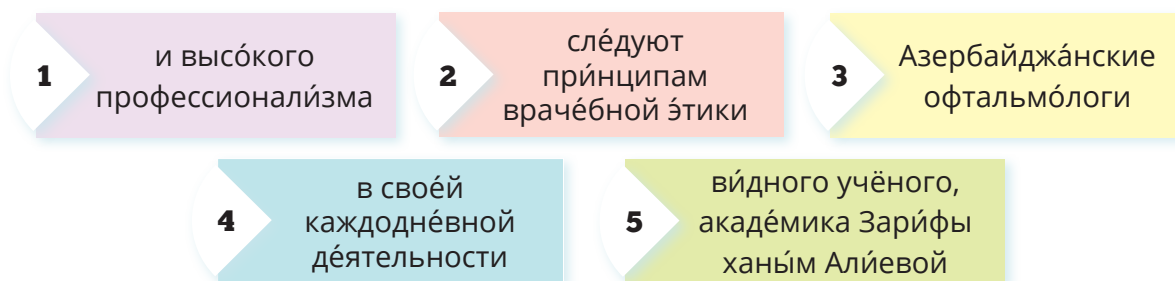 1
и высо́кого
профессионали́зма
2
сле́дуют
при́нципам
враче́бной э́тики
3
Азербайджа́нские
офтальмо́логи
4
в свое́й
каждодне́вной
де́ятельности
5
ви́дного учёного,
акаде́мика Зари́фы
ханы́м Али́евой